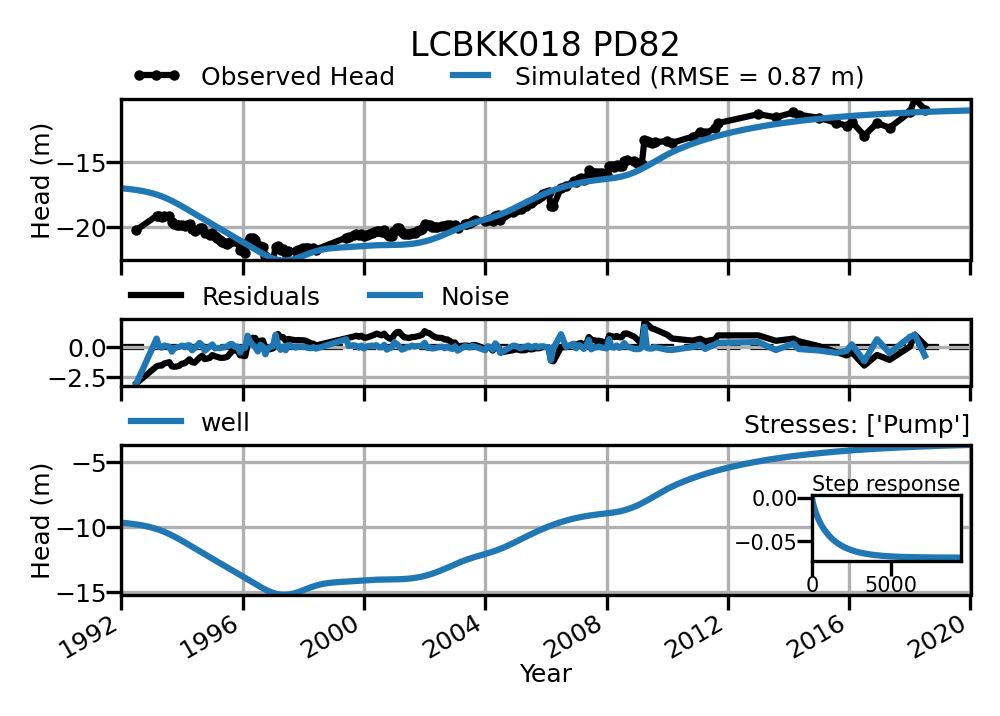 LCBKK018 PD82
Observed Head
Simulated (RMSE = 0.87 m)
Head (m)
−15
−20
Residuals
Noise
0.0
−2.5
well
Stresses: ['Pump']
Head (m)
−5
−10
−15
Step response
0.00
−0.05
0
5000
1992
1996
2000
2004
2008
2012
2016
2020
Year